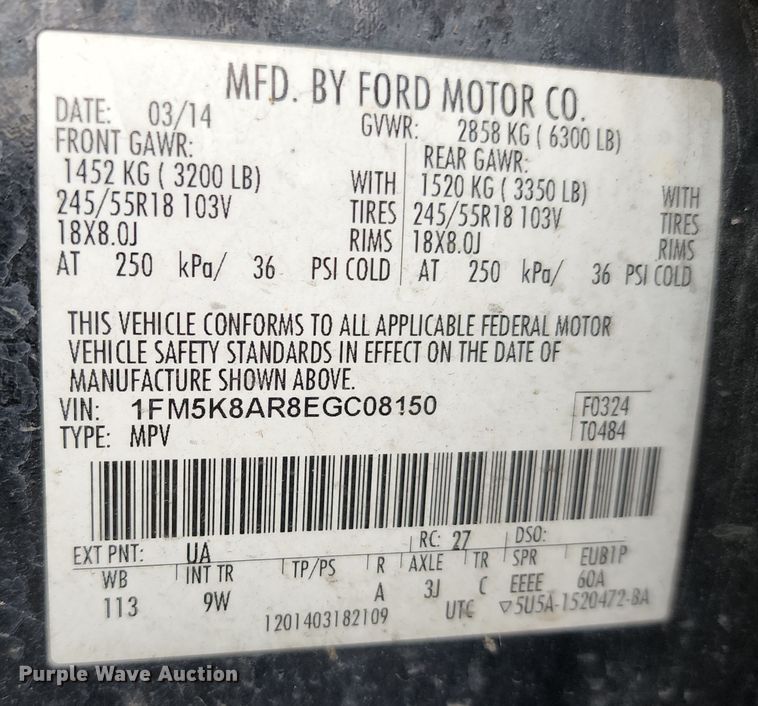 MFD. BY FORD MOTOR CO.
DATE: 03/14 GVWR: 2858 KG ( 6300 LB)
FRONT GAWR: REAR GAWR:
1452 KG ( 3200 LB) WITH 1520 KG ( 3350 LB) WITH
245/55R18 103V TIRES 245/55R18 103V TIRES
18X8.0J RIMS 18X8.0J RIMS
AT 250 kPa/ 36 PSI COLD AT 250 kPa/ 36 PSI COLD
THIS VEHICLE CONFORMS TO ALL APPLICABLE FEDERAL MOTOR
VEHICLE SAFETY STANDARDS IN EFFECT ON THE DATE OF
MANUFACTURE SHOWN ABOVE.
VIN: 1FM5K8AR8EGC08150 F0324
TYPE: MPV T0484
EXT PNT: UA RC: 27 DSO:
WB INT TR TP/PS R AXLE TR SPR EUB1P
113 9W A 3J C EEEE 60A
1201403182109 UTC ▽5U5A-1520472-BA
Purple Wave Auction